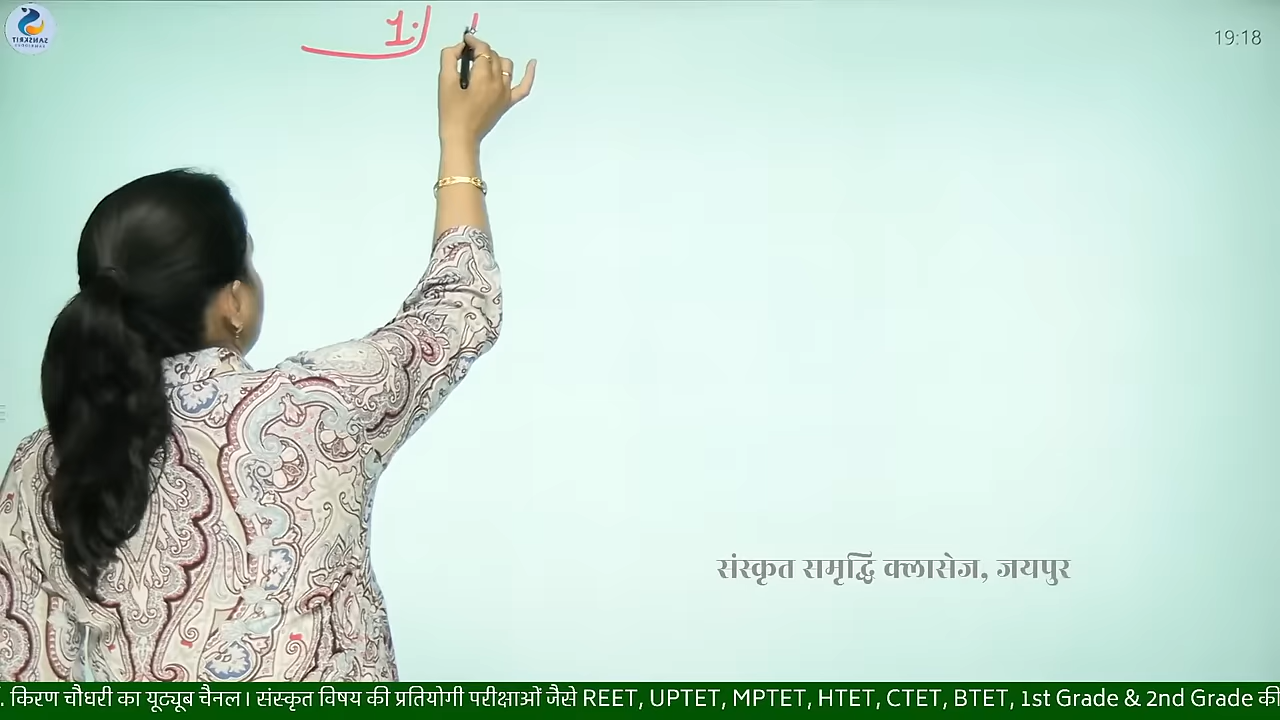 1.
19:18
SANSKRIT
संस्कृत समृद्धि क्लासेज, जयपुर
. किरण चौधरी का यूट्यूब चैनल। संस्कृत विषय की प्रतियोगी परीक्षाओं जैसे REET, UPTET, MPTET, HTET, CTET, BTET, 1st Grade & 2nd Grade की